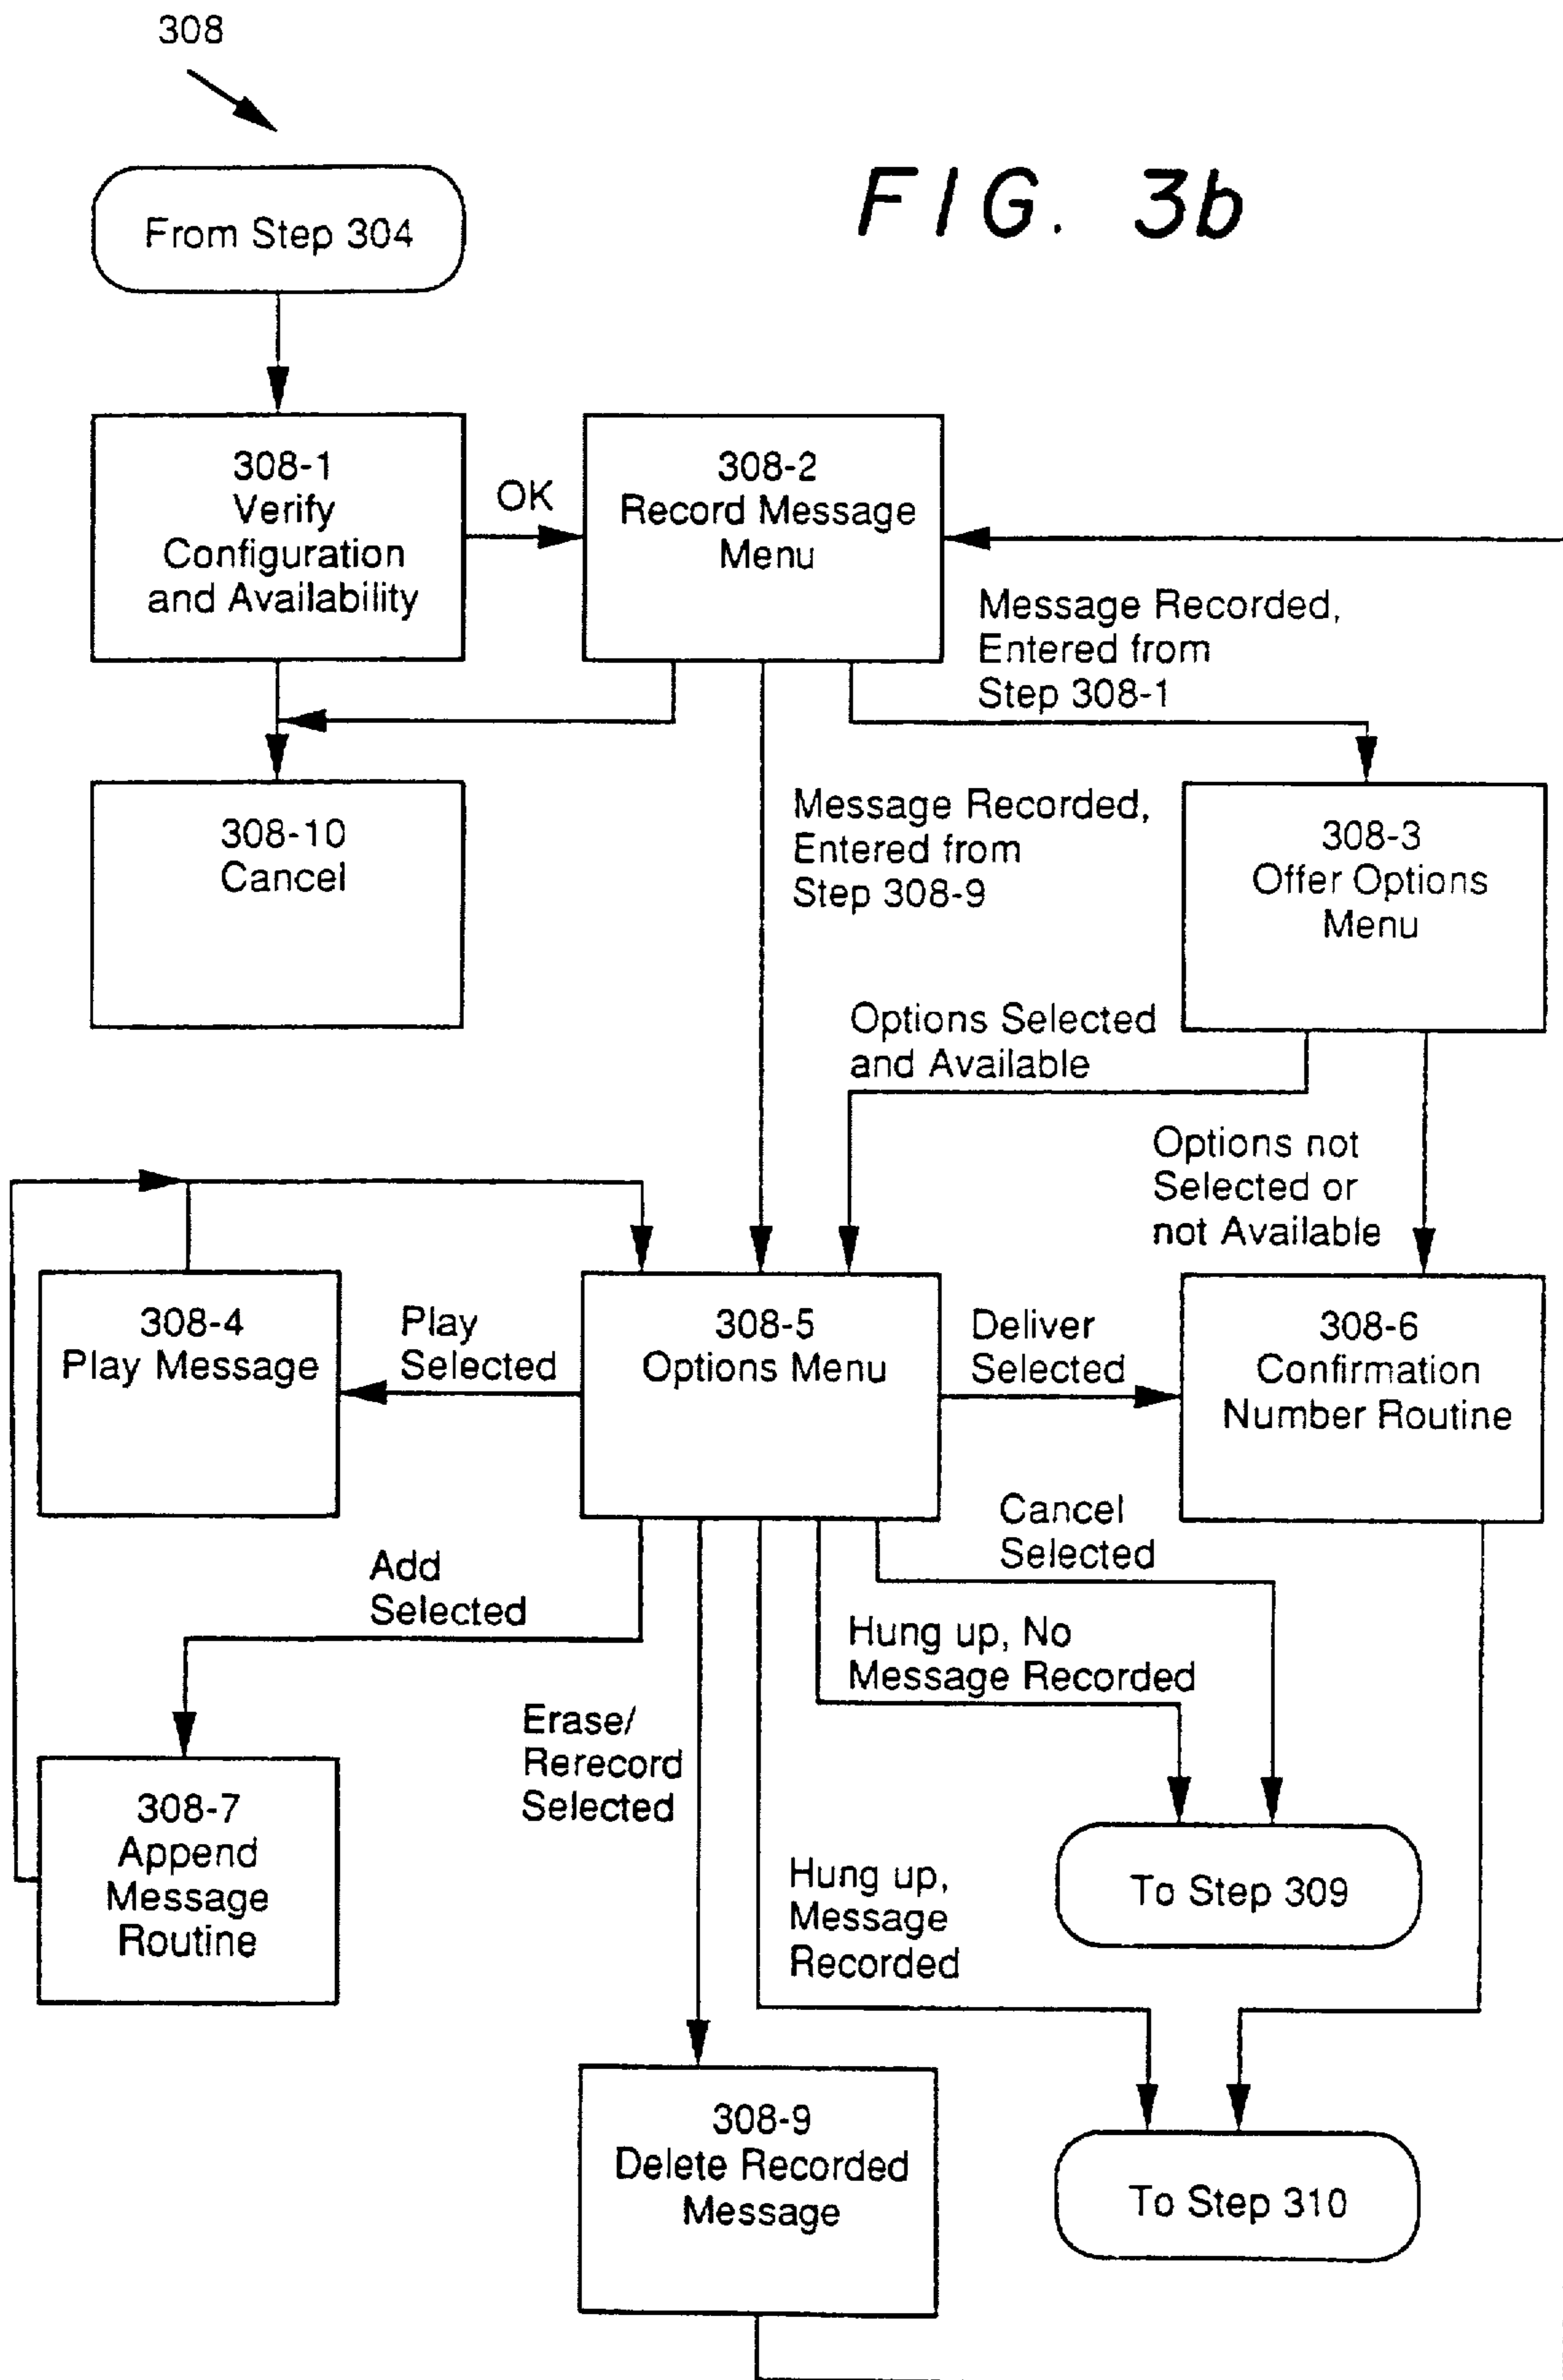 308
FIG. 3b
From Step 304
308-1
Verify
Configuration
and Availability
OK
308-2
Record Message
Menu
Message Recorded,
Entered from
Step 308-1
308-10
Cancel
Message Recorded,
Entered from
Step 308-9
308-3
Offer Options
Menu
Options Selected
and Available
Options not
Selected or
not Available
308-4
Play Message
Play
Selected
308-5
Options Menu
Deliver
Selected
308-6
Confirmation
Number Routine
Cancel
Selected
Add
Selected
Hung up, No
Message Recorded
Erase/
Rerecord
Selected
308-7
Append
Message
Routine
Hung up,
Message
Recorded
To Step 309
308-9
Delete Recorded
Message
To Step 310